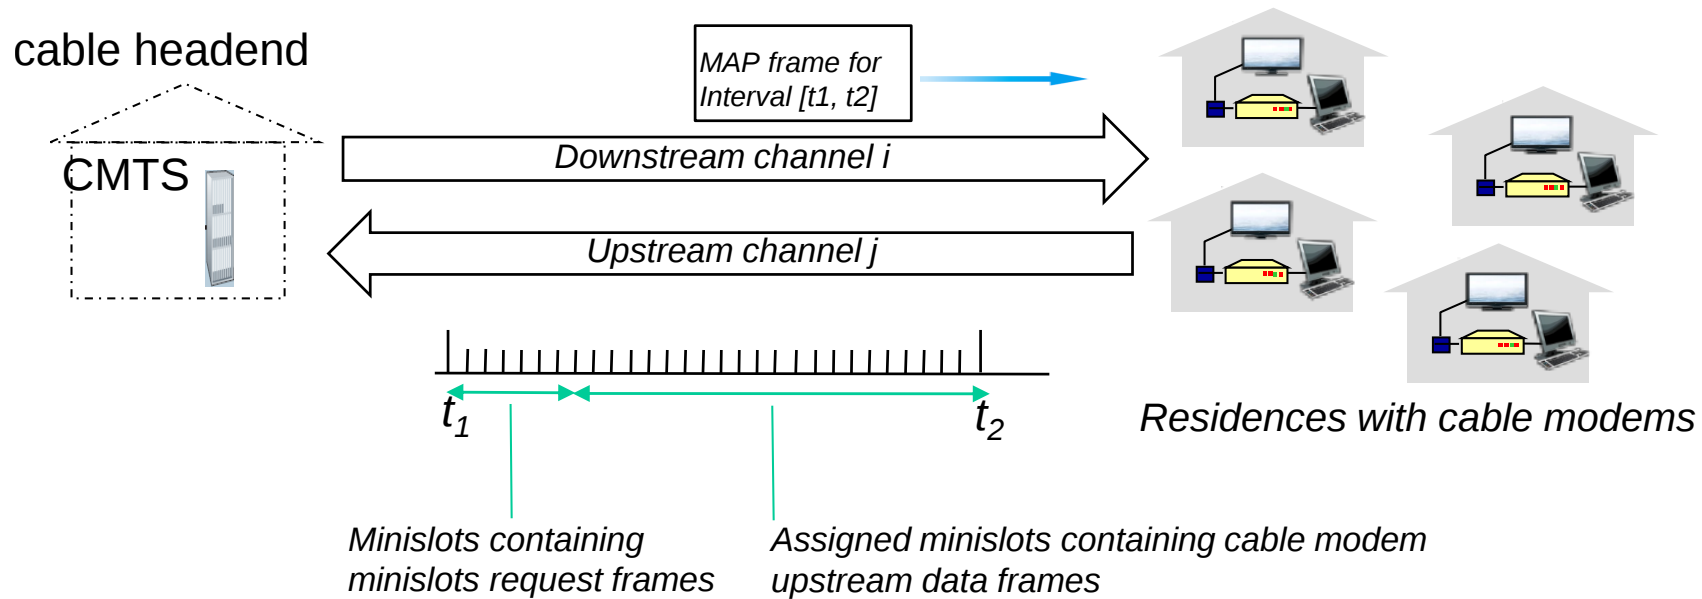 cable headend
MAP frame for
Interval [t1, t2]
CMTS
Downstream channel i
Upstream channel j
t1
t2
Residences with cable modems
Minislots containing
minislots request frames
Assigned minislots containing cable modem
upstream data frames